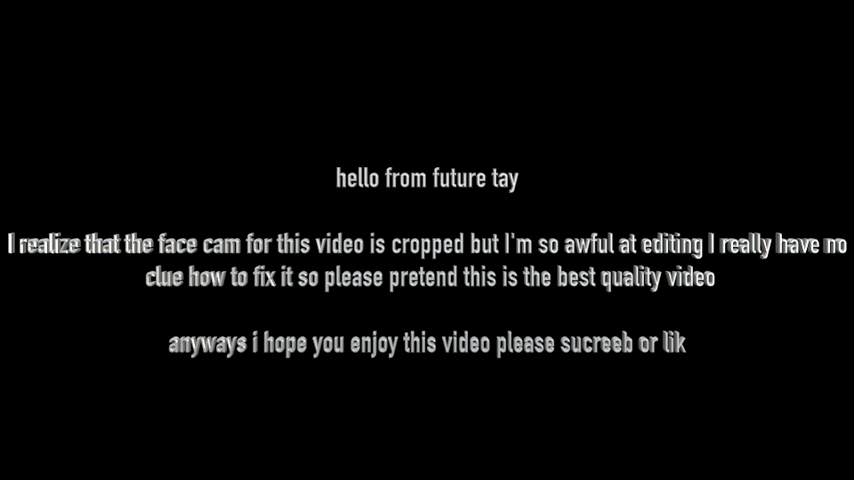 hello from future tay
I realize that the face cam for this video is cropped but I'm so awful at editing I really have no
clue how to fix it so please pretend this is the best quality video
anyways i hope you enjoy this video please sucreeb or lik